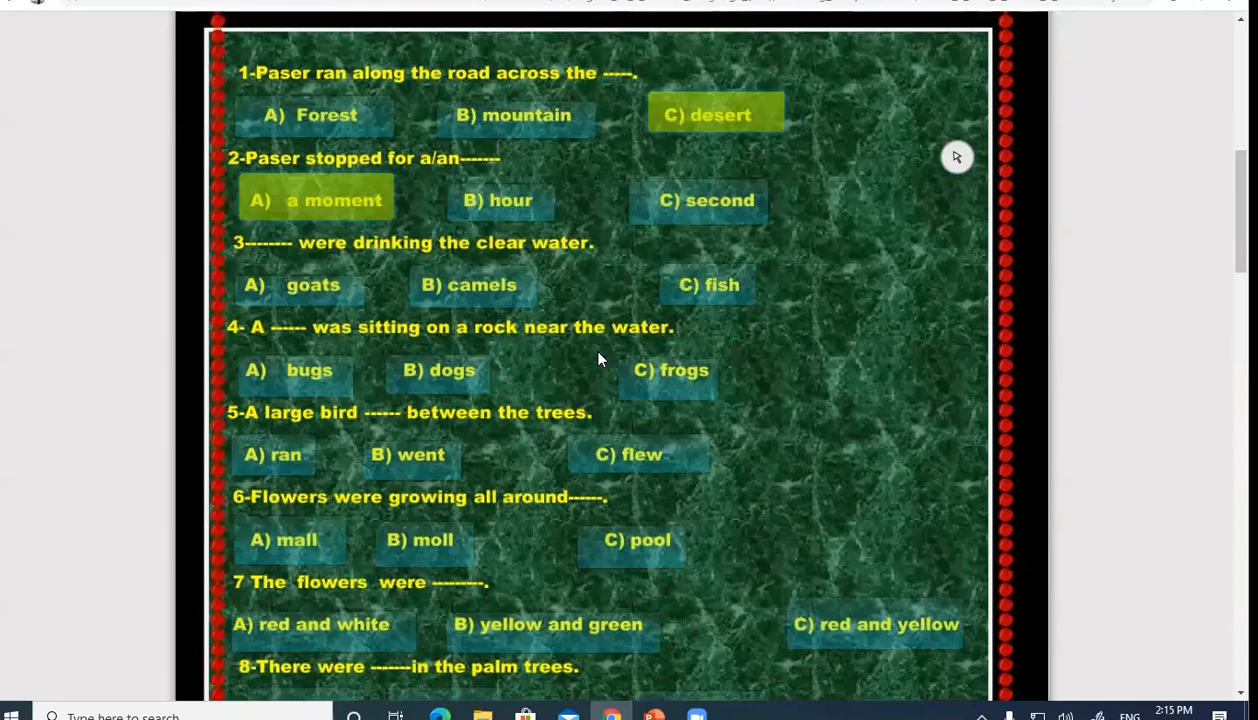 1-Paser ran along the road across the -----.
A) Forest B) mountain C) desert
2-Paser stopped for a/an-------
A) a moment B) hour C) second
3-------- were drinking the clear water.
A) goats B) camels C) fish
4- A ------ was sitting on a rock near the water.
A) bugs B) dogs C) frogs
5-A large bird ------ between the trees.
A) ran B) went C) flew
6-Flowers were growing all around------.
A) mall B) moll C) pool
7 The flowers were ---------.
A) red and white B) yellow and green C) red and yellow
8-There were -------in the palm trees.
Type here to search
ENG 2:15 PM